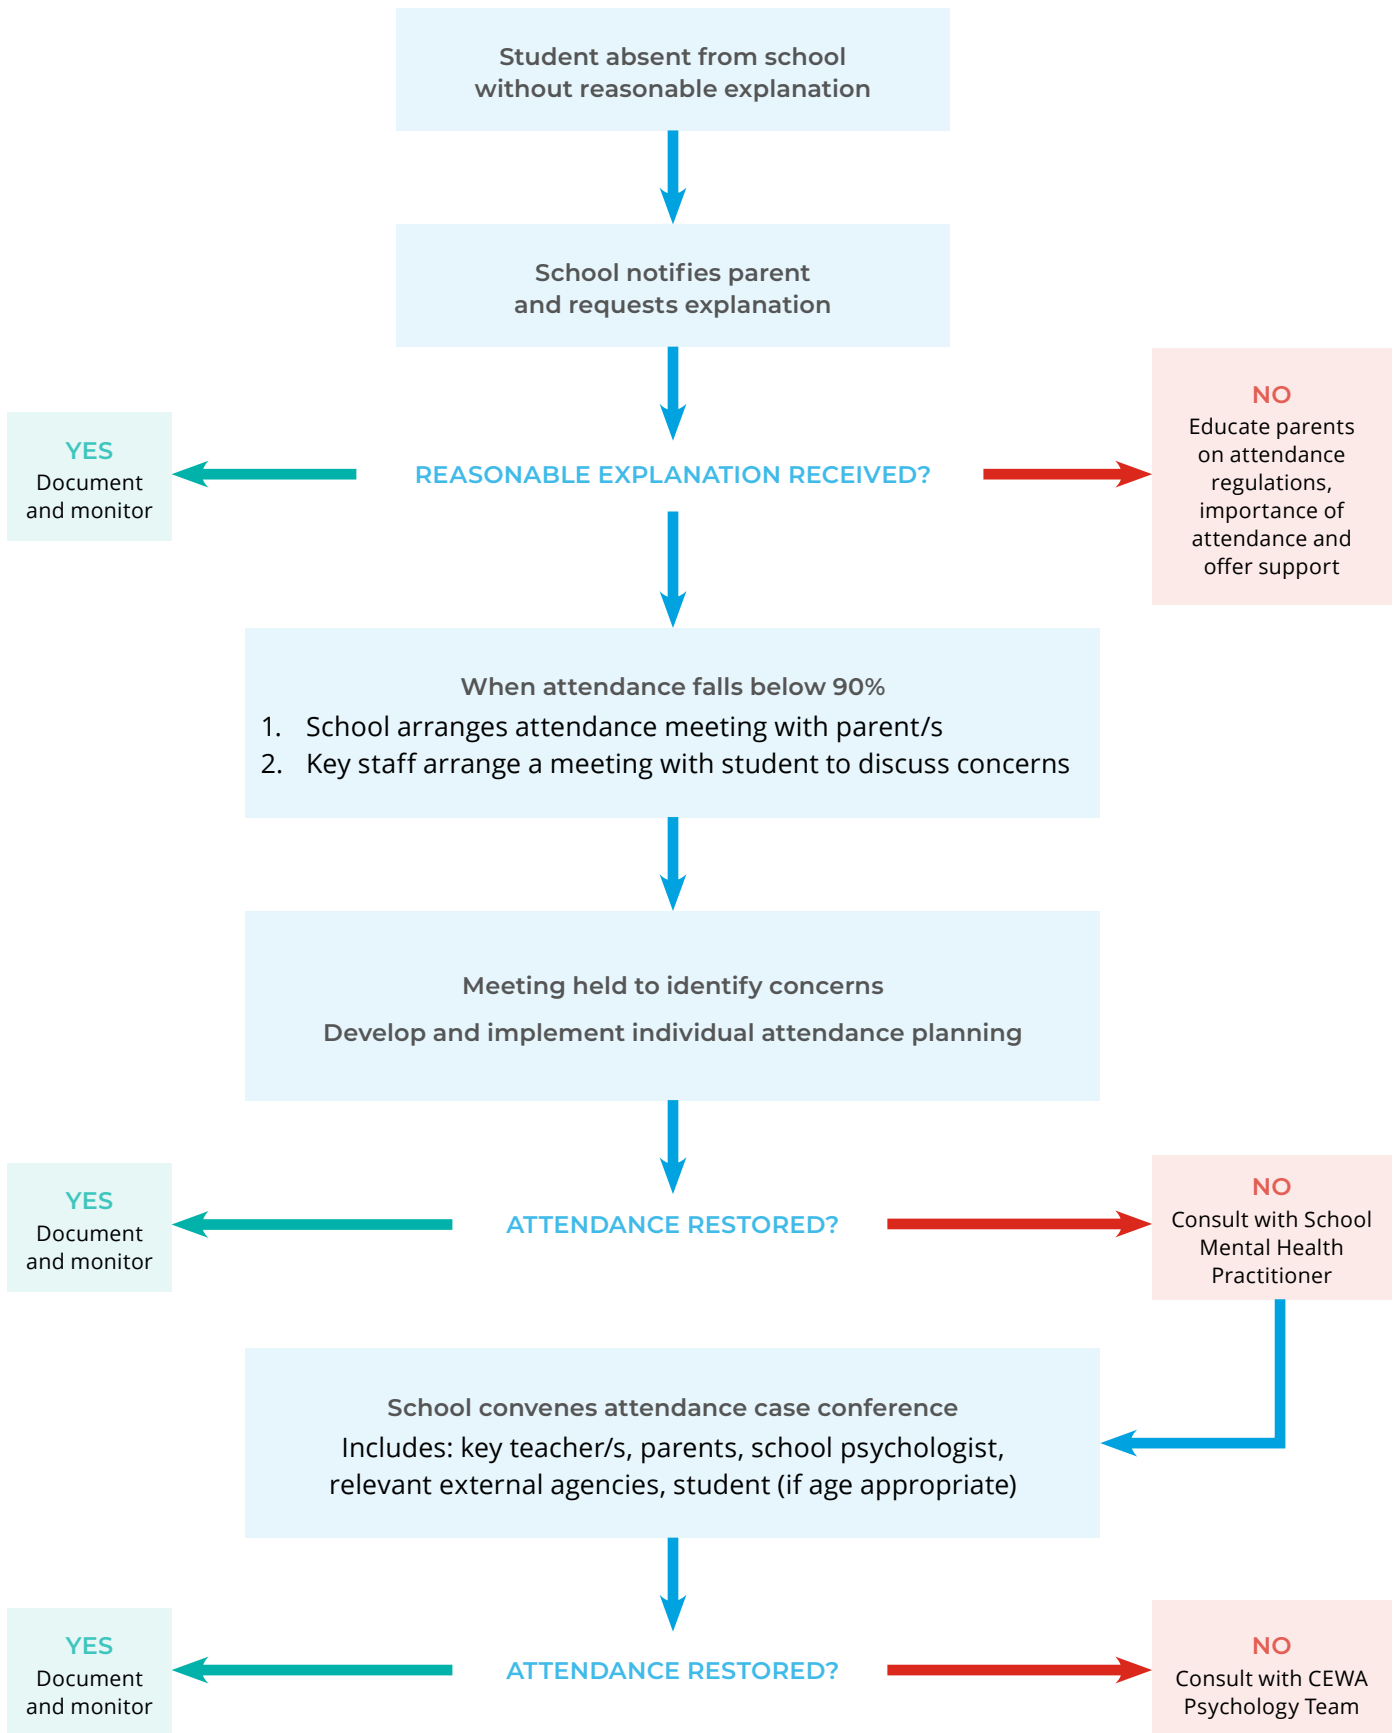 Student absent from school
without reasonable explanation
School notifies parent
and requests explanation
YES
Document
and monitor
REASONABLE EXPLANATION RECEIVED?
NO
Educate parents
on attendance
regulations,
importance of
attendance and
offer support
When attendance falls below 90%
1. School arranges attendance meeting with parent/s
2. Key staff arrange a meeting with student to discuss concerns
Meeting held to identify concerns
Develop and implement individual attendance planning
YES
Document
and monitor
ATTENDANCE RESTORED?
NO
Consult with School
Mental Health
Practitioner
School convenes attendance case conference
Includes: key teacher/s, parents, school psychologist,
relevant external agencies, student (if age appropriate)
YES
Document
and monitor
ATTENDANCE RESTORED?
NO
Consult with CEWA
Psychology Team